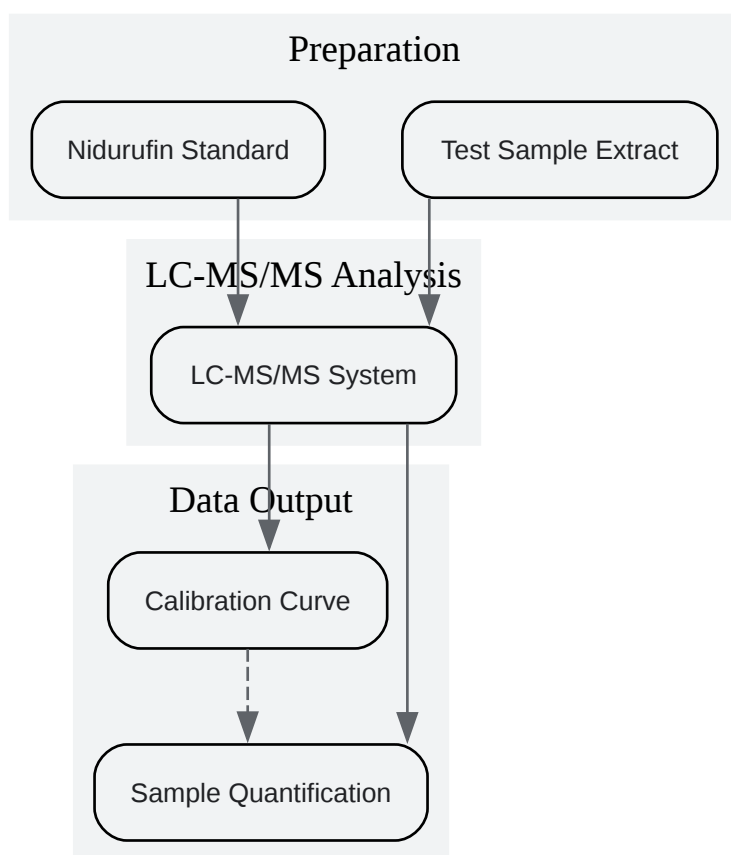 Preparation
Nidurufin Standard
Test Sample Extract
LC-MS/MS Analysis
LC-MS/MS System
Data Output
Calibration Curve
Sample Quantification